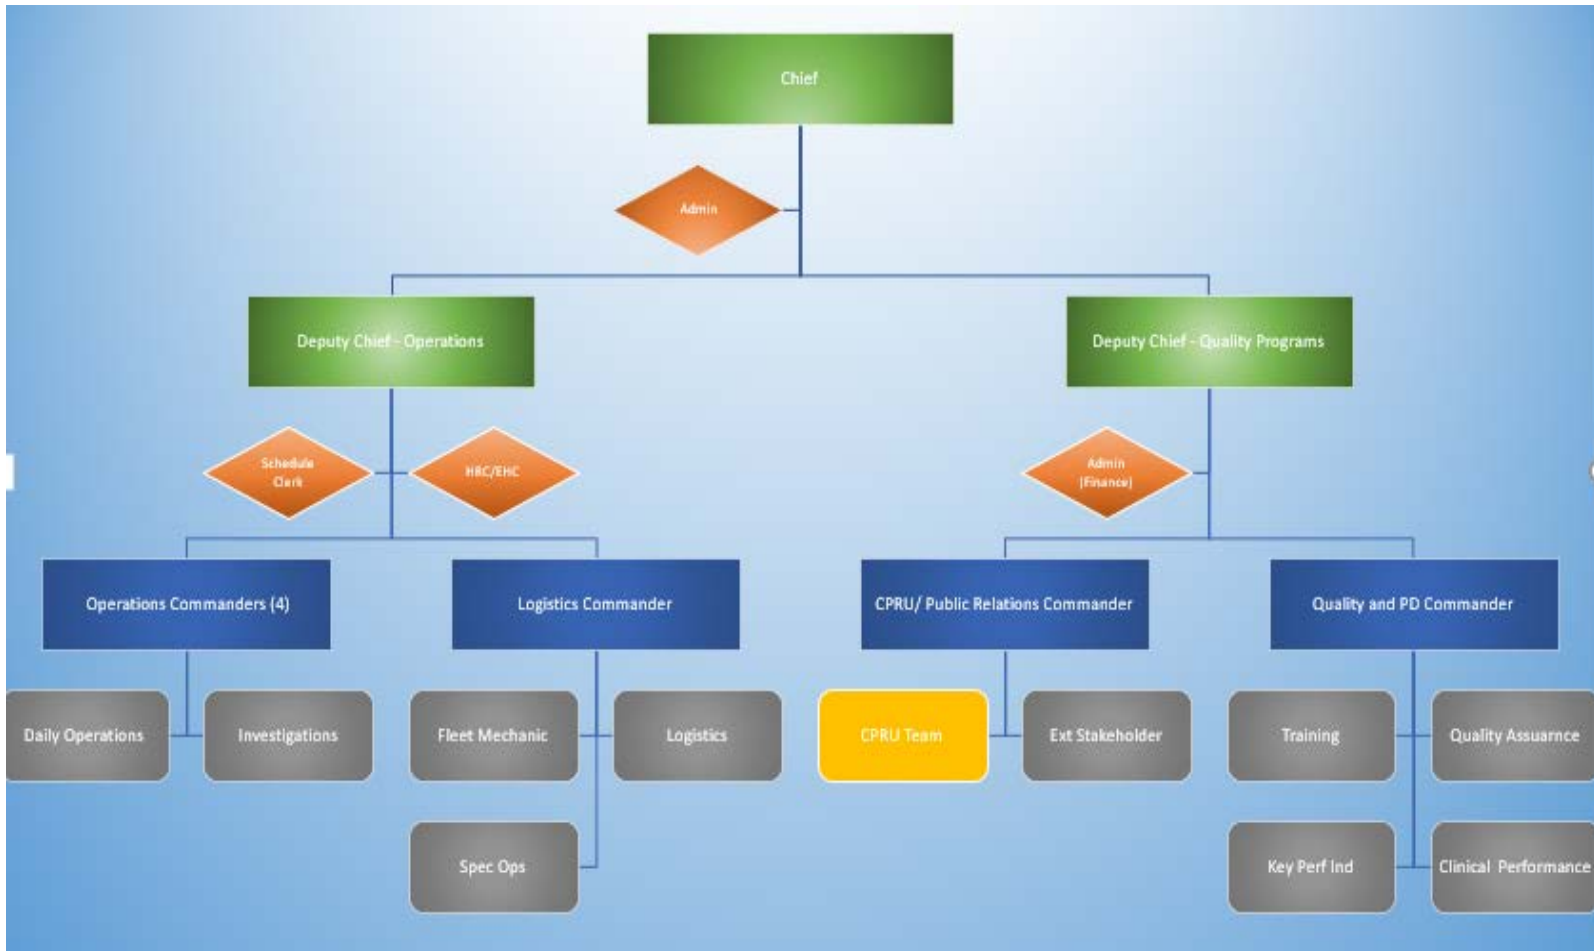 Chief
Admin
Deputy Chief - Operations
Deputy Chief - Quality Programs
Schedule
Clerk
HRC/EHC
Admin
(Finance)
Operations Commanders (4)
Logistics Commander
CPRU/ Public Relations Commander
Quality and PD Commander
Daily Operations
Investigations
Fleet Mechanic
Logistics
CPRU Team
Ext Stakeholder
Training
Quality Assuarnce
Spec Ops
Key Perf Ind
Clinical Performance